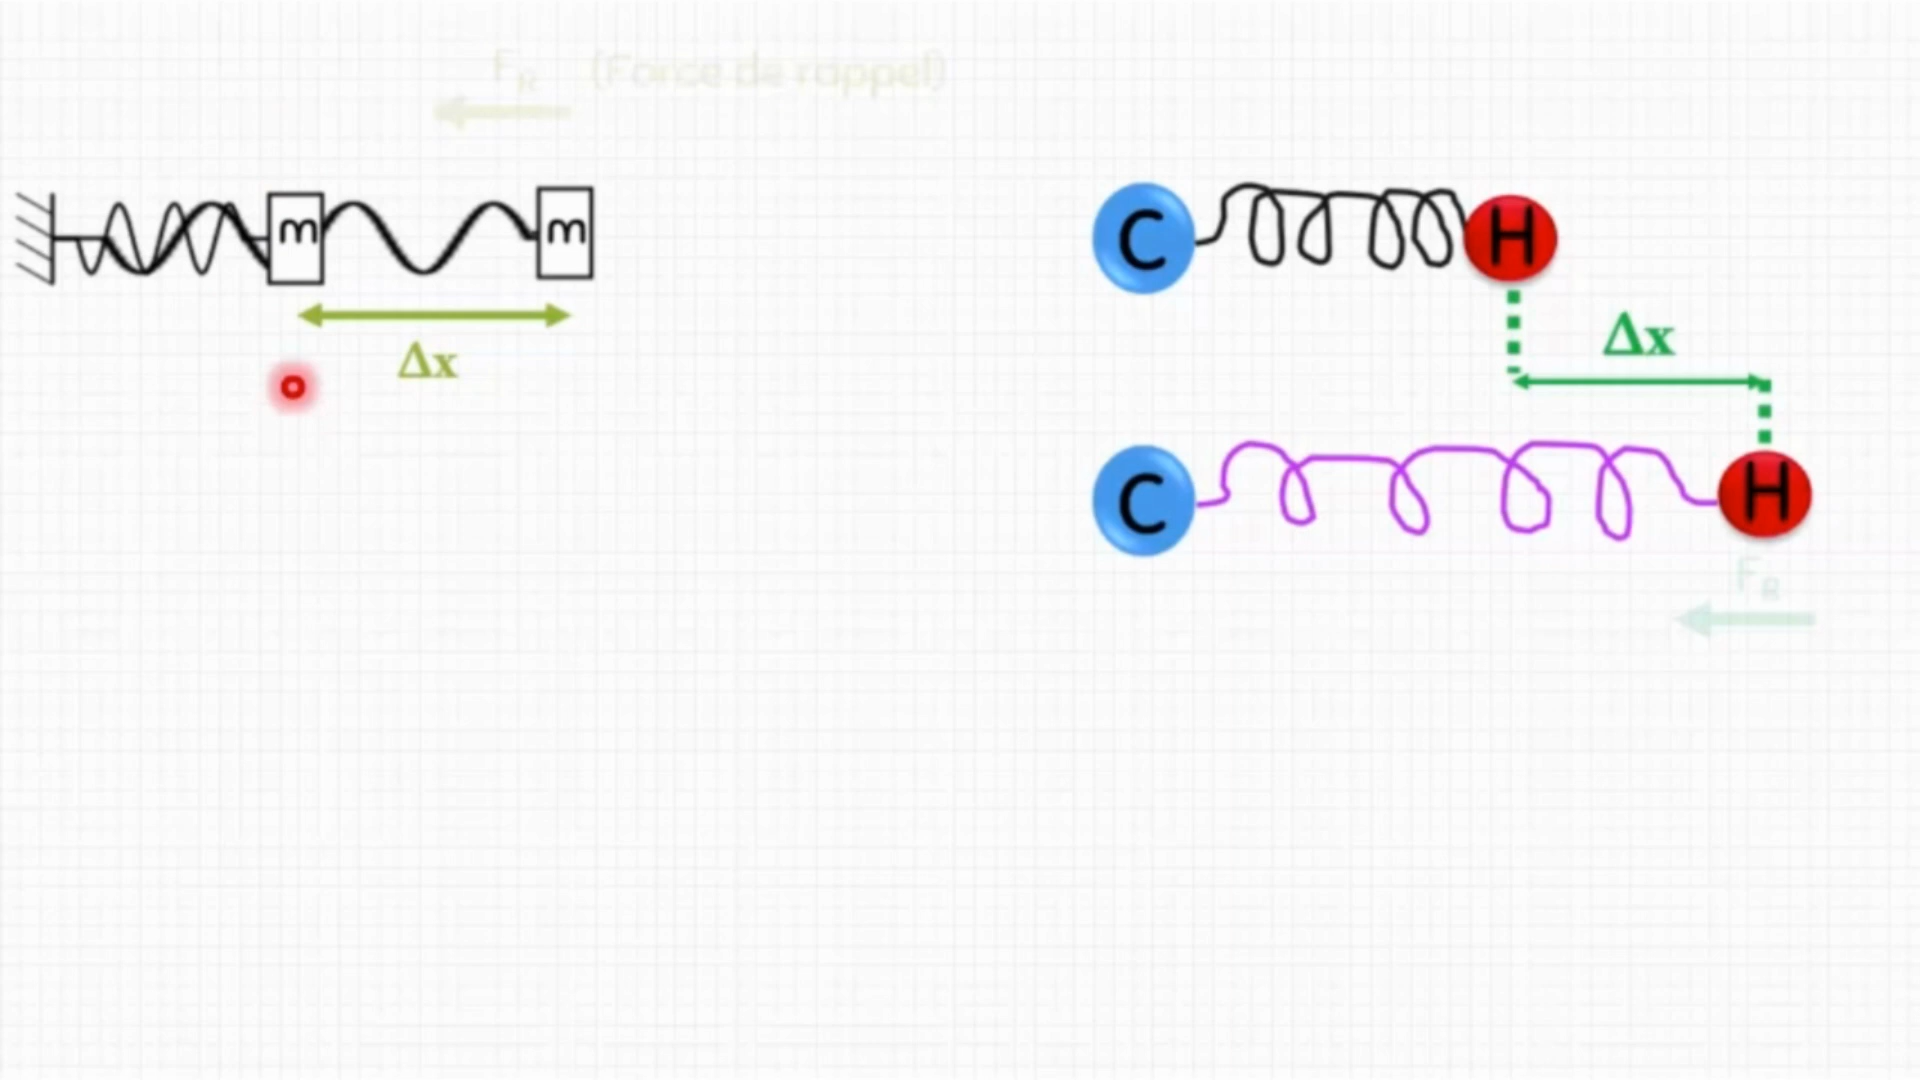 F_R (Force de rappel)
m m
Δx
C H
Δx
C H
F_R